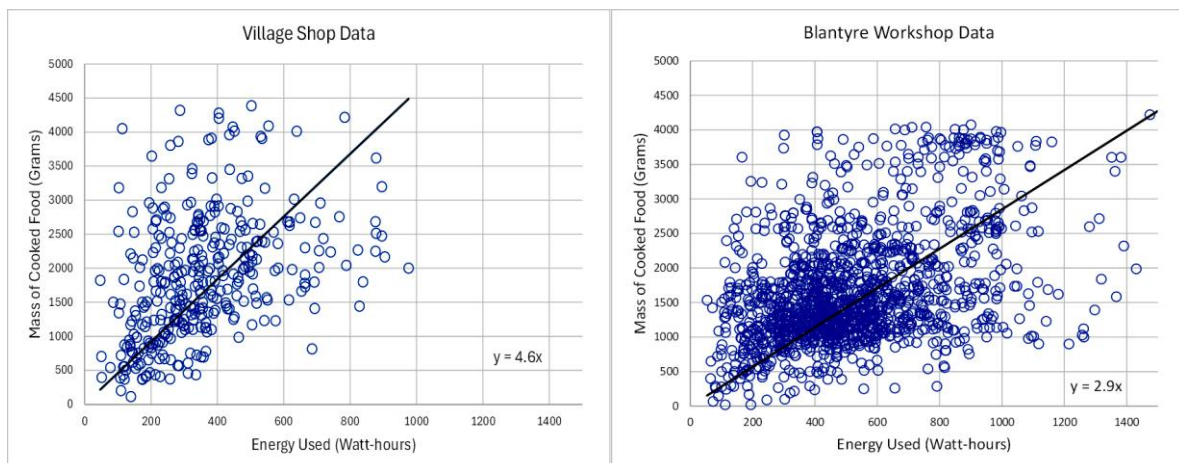 Village Shop Data
Mass of Cooked Food (Grams)
5000
4500
4000
3500
3000
2500
2000
1500
1000
500
0
y = 4.6x
0 200 400 600 800 1000 1200 1400
Energy Used (Watt-hours)
Blantyre Workshop Data
Mass of Cooked Food (Grams)
5000
4500
4000
3500
3000
2500
2000
1500
1000
500
0
y = 2.9x
0 200 400 600 800 1000 1200 1400
Energy Used (Watt-hours)